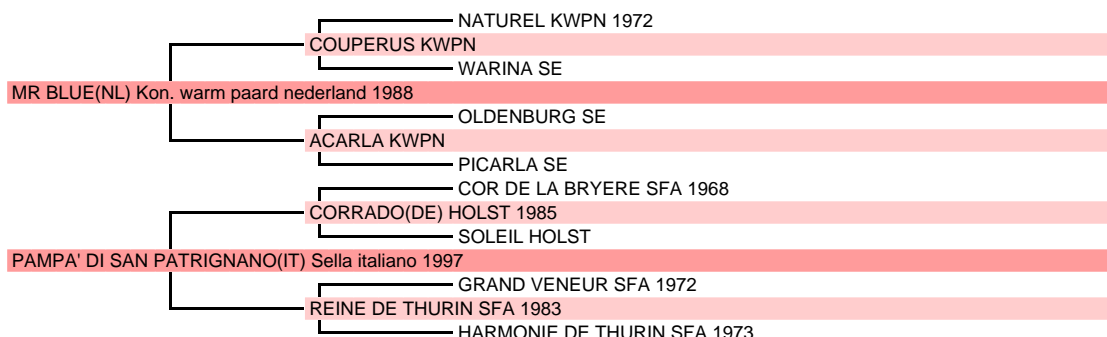 NATUREL KWPN 1972
COUPERUS KWPN
WARINA SE
MR BLUE(NL) Kon. warm paard nederland 1988
OLDENBURG SE
ACARLA KWPN
PICARLA SE
COR DE LA BRYERE SFA 1968
CORRADO(DE) HOLST 1985
SOLEIL HOLST
PAMPA' DI SAN PATRIGNANO(IT) Sella italiano 1997
GRAND VENEUR SFA 1972
REINE DE THURIN SFA 1983
HARMONIE DE THURIN SFA 1973